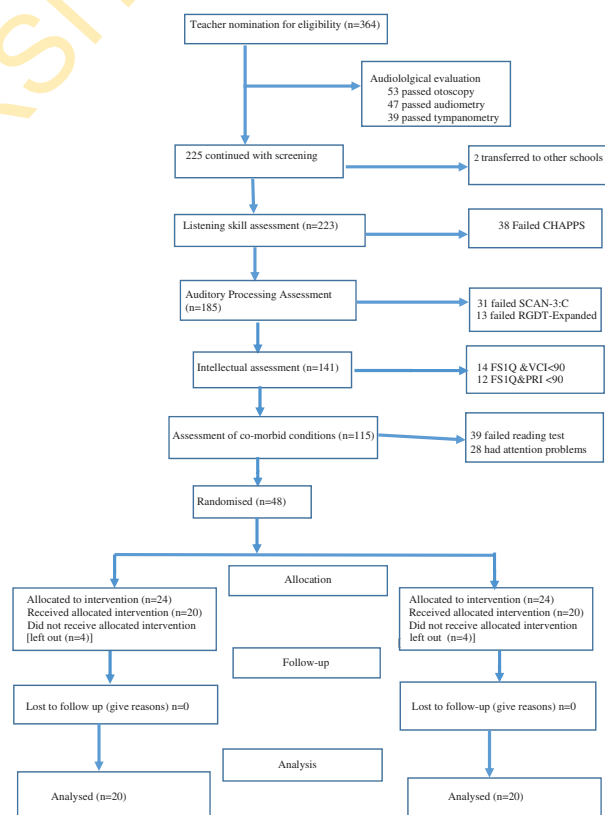 RSI
Teacher nomination for eligibility (n=364)
Audiololgical evaluation
53 passed otoscopy
47 passed audiometry
39 passed tympanometry
225 continued with screening
2 transferred to other schools
Listening skill assessment (n=223)
38 Failed CHAPPS
Auditory Processing Assessment
(n=185)
31 failed SCAN-3:C
13 failed RGDT-Expanded
Intellectual assessment (n=141)
14 FS1Q &VCI<90
12 FS1Q&PRI <90
Assessment of co-morbid conditions (n=115)
39 failed reading test
28 had attention problems
Randomised (n=48)
Allocation
Allocated to intervention (n=24)
Received allocated intervention (n=20)
Did not receive allocated intervention
[left out (n=4)]
Allocated to intervention (n=24)
Received allocated intervention (n=20)
Did not receive allocated intervention
left out (n=4)]
Follow-up
Lost to follow up (give reasons) n=0
Lost to follow-up (give reasons) n=0
Analysis
Analysed (n=20)
Analysed (n=20)